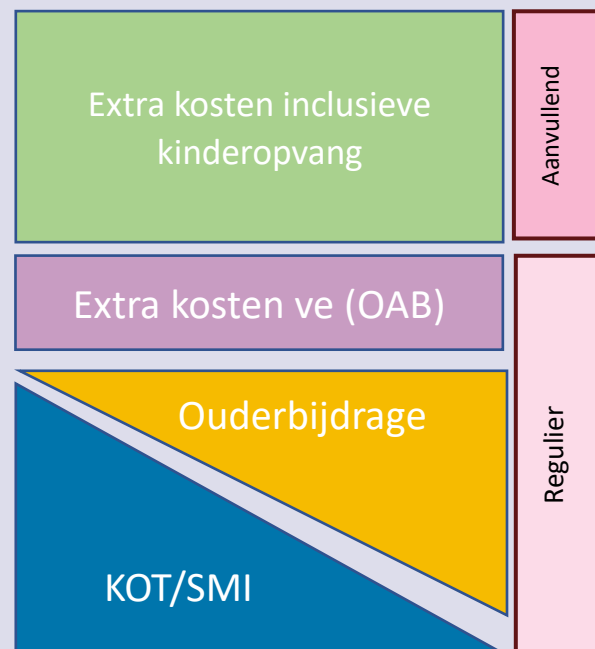 Extra kosten inclusieve
kinderopvang
Aanvullend
Extra kosten ve (OAB)
Ouderbijdrage
Regulier
KOT/SMI